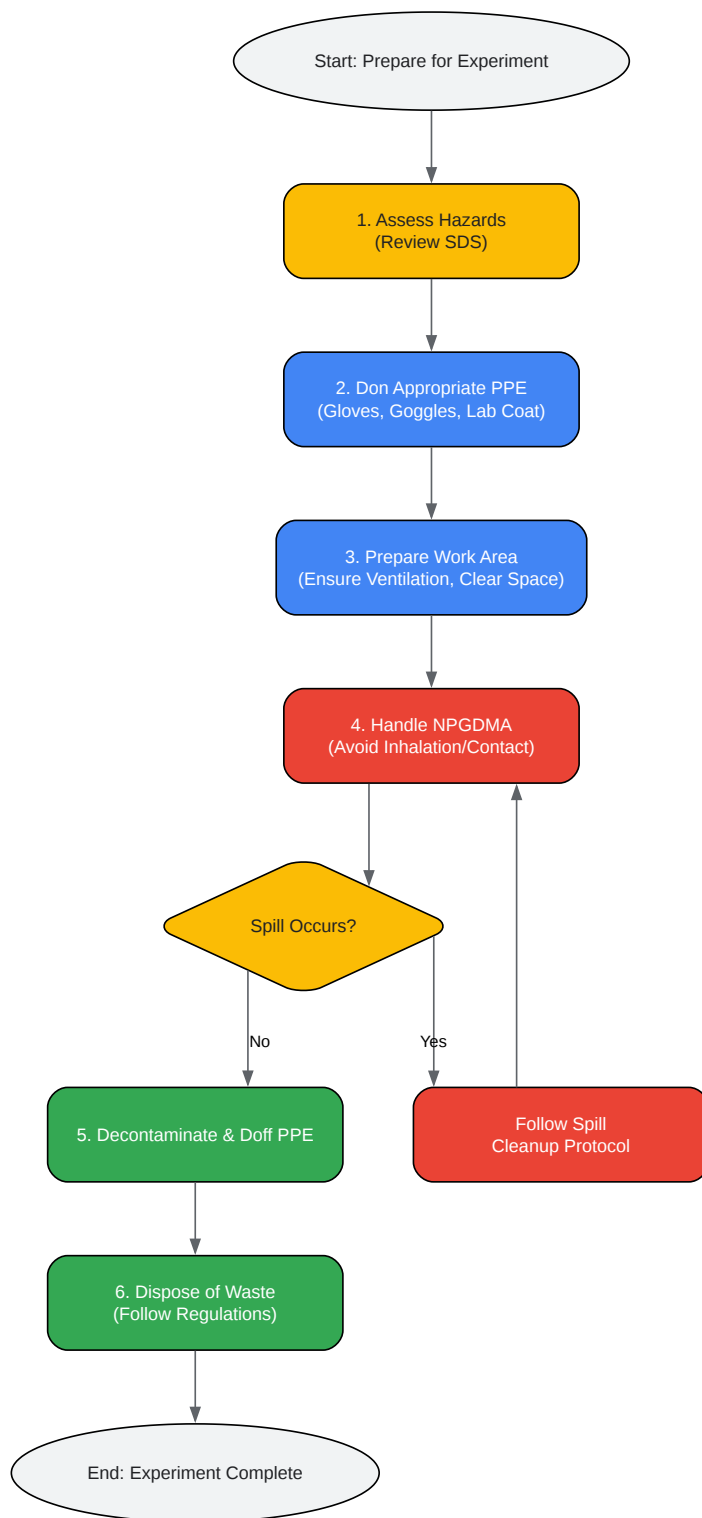 Start: Prepare for Experiment
1. Assess Hazards
(Review SDS)
2. Don Appropriate PPE
(Gloves, Goggles, Lab Coat)
3. Prepare Work Area
(Ensure Ventilation, Clear Space)
4. Handle NPGDMA
(Avoid Inhalation/Contact)
Spill Occurs?
No
Yes
5. Decontaminate & Doff PPE
Follow Spill
Cleanup Protocol
6. Dispose of Waste
(Follow Regulations)
End: Experiment Complete